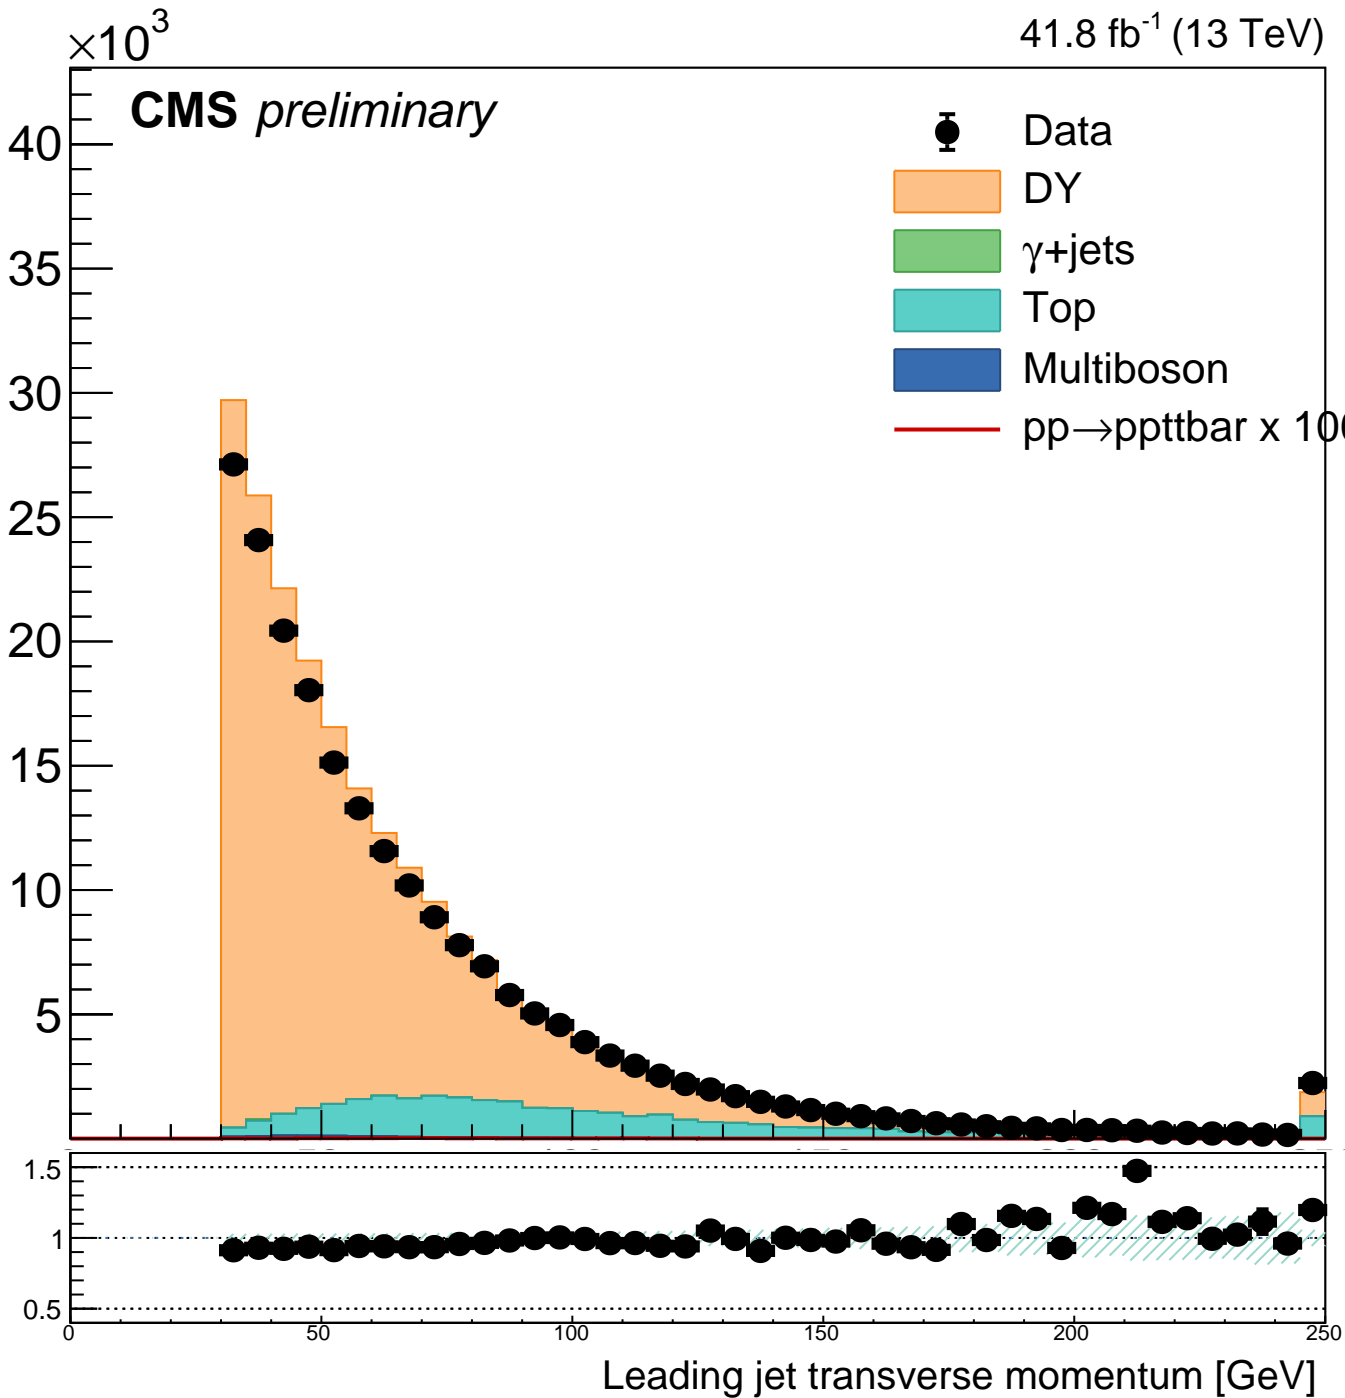 ×10³
41.8 fb⁻¹ (13 TeV)
CMS preliminary
Data
DY
γ+jets
Top
Multiboson
pp→ppttbar x
40
35
30
25
20
15
10
5
1.5
1
0.5
0 50 100 150 200 250
Leading jet transverse momentum [GeV]